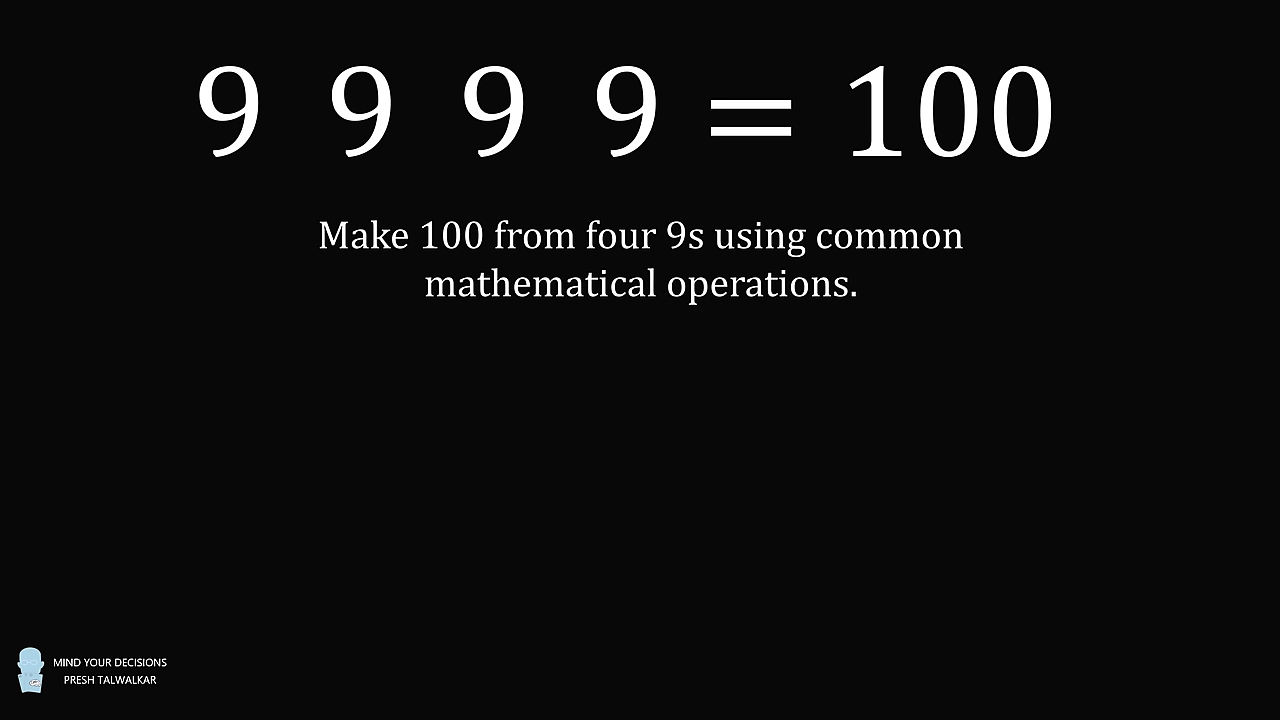 9 9 9 9 = 100
Make 100 from four 9s using common
mathematical operations.
MIND YOUR DECISIONS
PRESH TALWALKAR